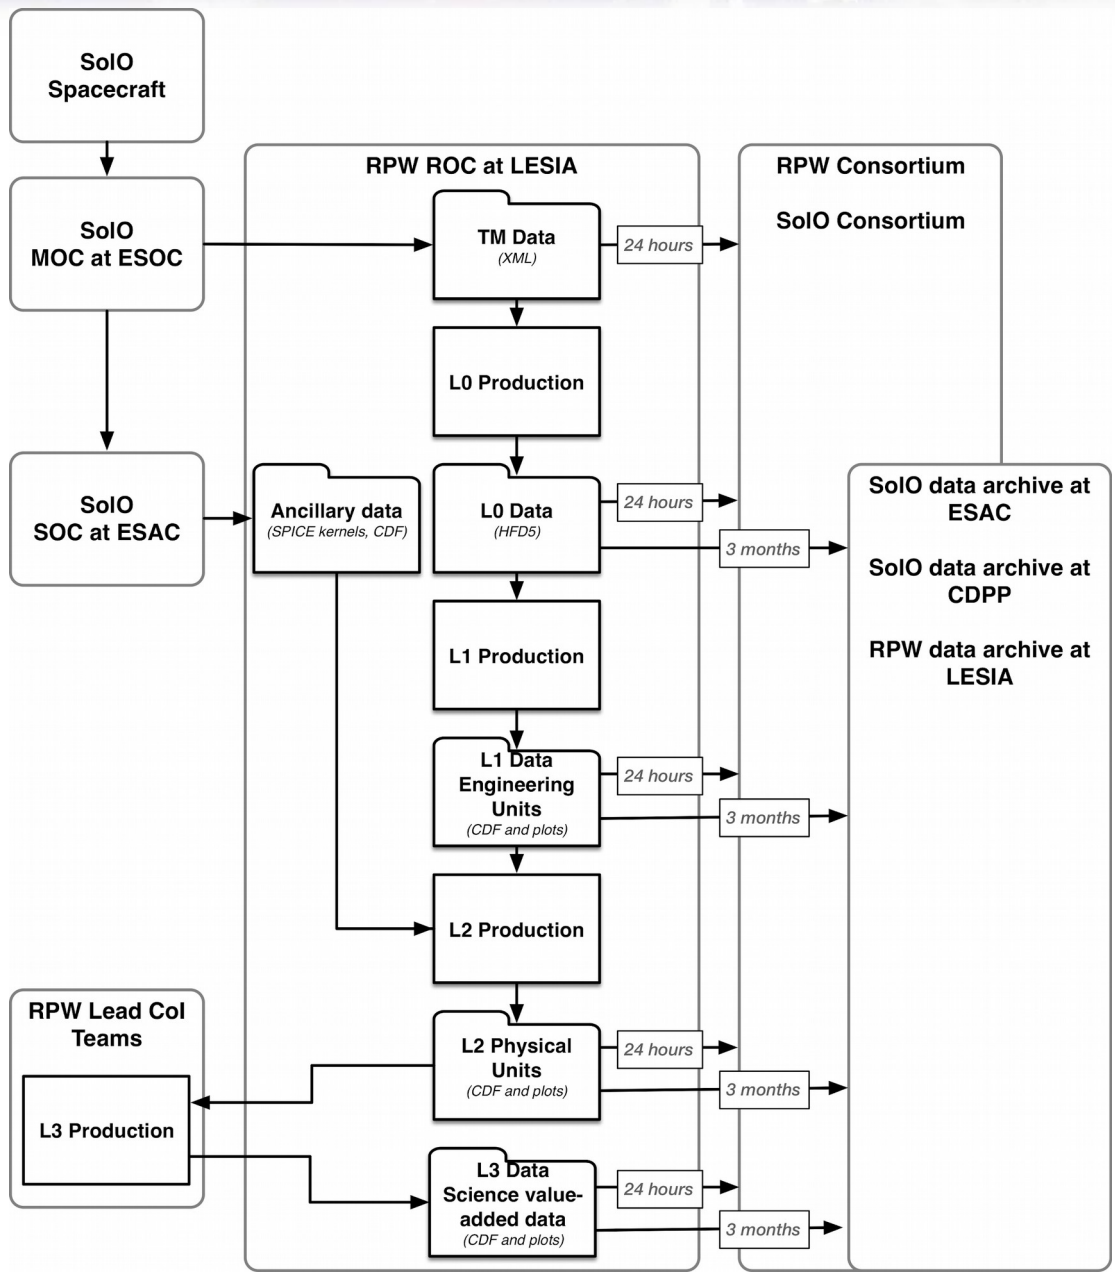 SolO
Spacecraft
SolO
MOC at ESOC
SolO
SOC at ESAC
RPW ROC at LESIA
TM Data
(XML)
24 hours
L0 Production
Ancillary data
(SPICE kernels, CDF)
L0 Data
(HFD5)
24 hours
3 months
L1 Production
L1 Data
Engineering
Units
(CDF and plots)
24 hours
3 months
L2 Production
L2 Physical
Units
(CDF and plots)
24 hours
3 months
RPW Lead CoI
Teams
L3 Production
L3 Data
Science value-
added data
(CDF and plots)
24 hours
3 months
RPW Consortium
SolO Consortium
SolO data archive at
ESAC
SolO data archive at
CDPP
RPW data archive at
LESIA